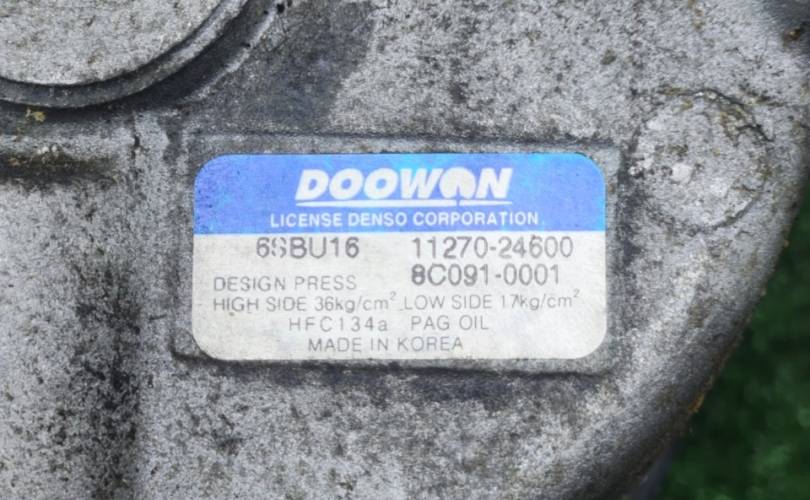 DOOWON
LICENSE DENSO CORPORATION
6SBU16 11270-24600
8C091-0001
DESIGN PRESS
HIGH SIDE 36kg/cm² LOW SIDE 17kg/cm²
HFC134a PAG OIL
MADE IN KOREA